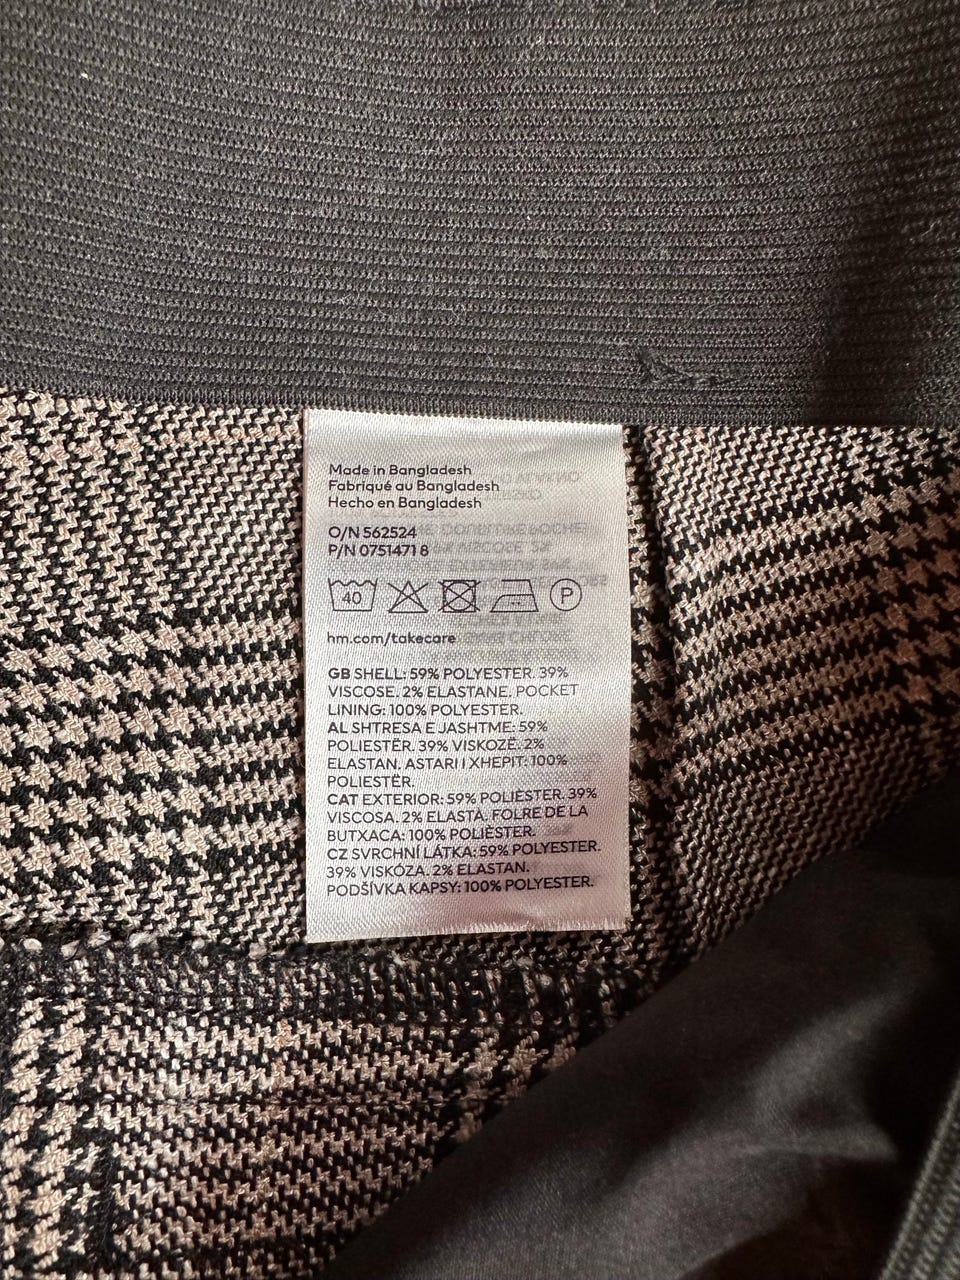 Made in Bangladesh
Fabriqué au Bangladesh
Hecho en Bangladesh
O/N 562524
P/N 0751471 8
40 P
hm.com/takecare
GB SHELL: 59% POLYESTER. 39%
VISCOSE. 2% ELASTANE. POCKET
LINING: 100% POLYESTER.
AL SHTRESA E JASHTME: 59%
POLIESTËR. 39% VISKOZË. 2%
ELASTAN. ASTARI I XHEPIT: 100%
POLIESTËR.
CAT EXTERIOR: 59% POLIÈSTER. 39%
VISCOSA. 2% ELASTÀ. FOLRE DE LA
BUTXACA: 100% POLIÈSTER.
CZ SVRCHNÍ LÁTKA: 59% POLYESTER.
39% VISKÓZA. 2% ELASTAN.
PODŠÍVKA KAPSY: 100% POLYESTER.